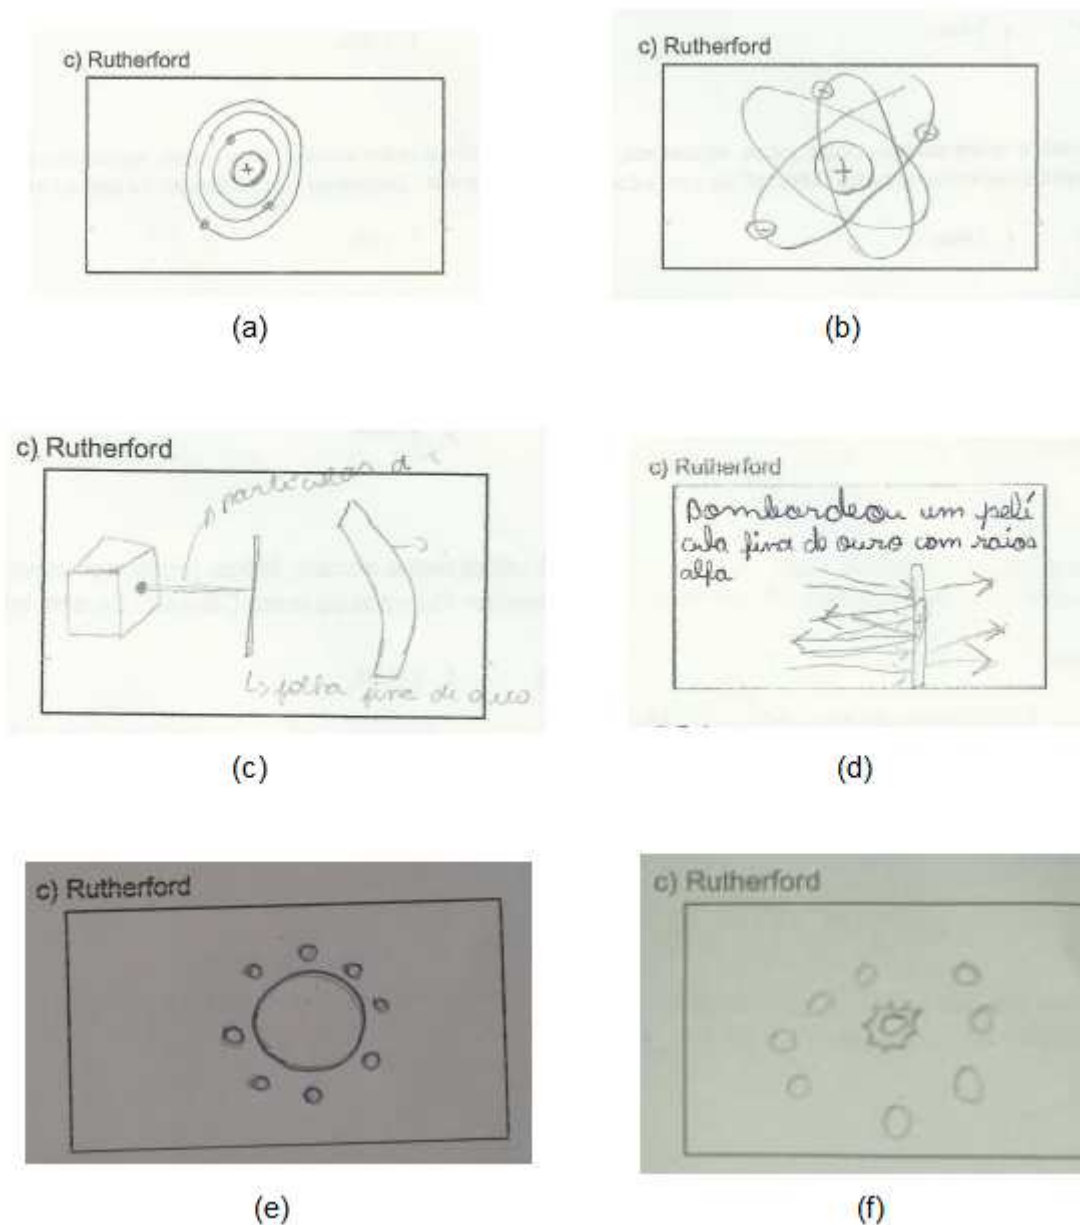 c) Rutherford
c) Rutherford
+
+
-
-
-
(a)
(b)
c) Rutherford
partículas α
↳ folha fina de ouro
c) Rutherford
Bombardeou um pelí
cula fina de ouro com raios
alfa
(c)
(d)
c) Rutherford
c) Rutherford
(e)
(f)